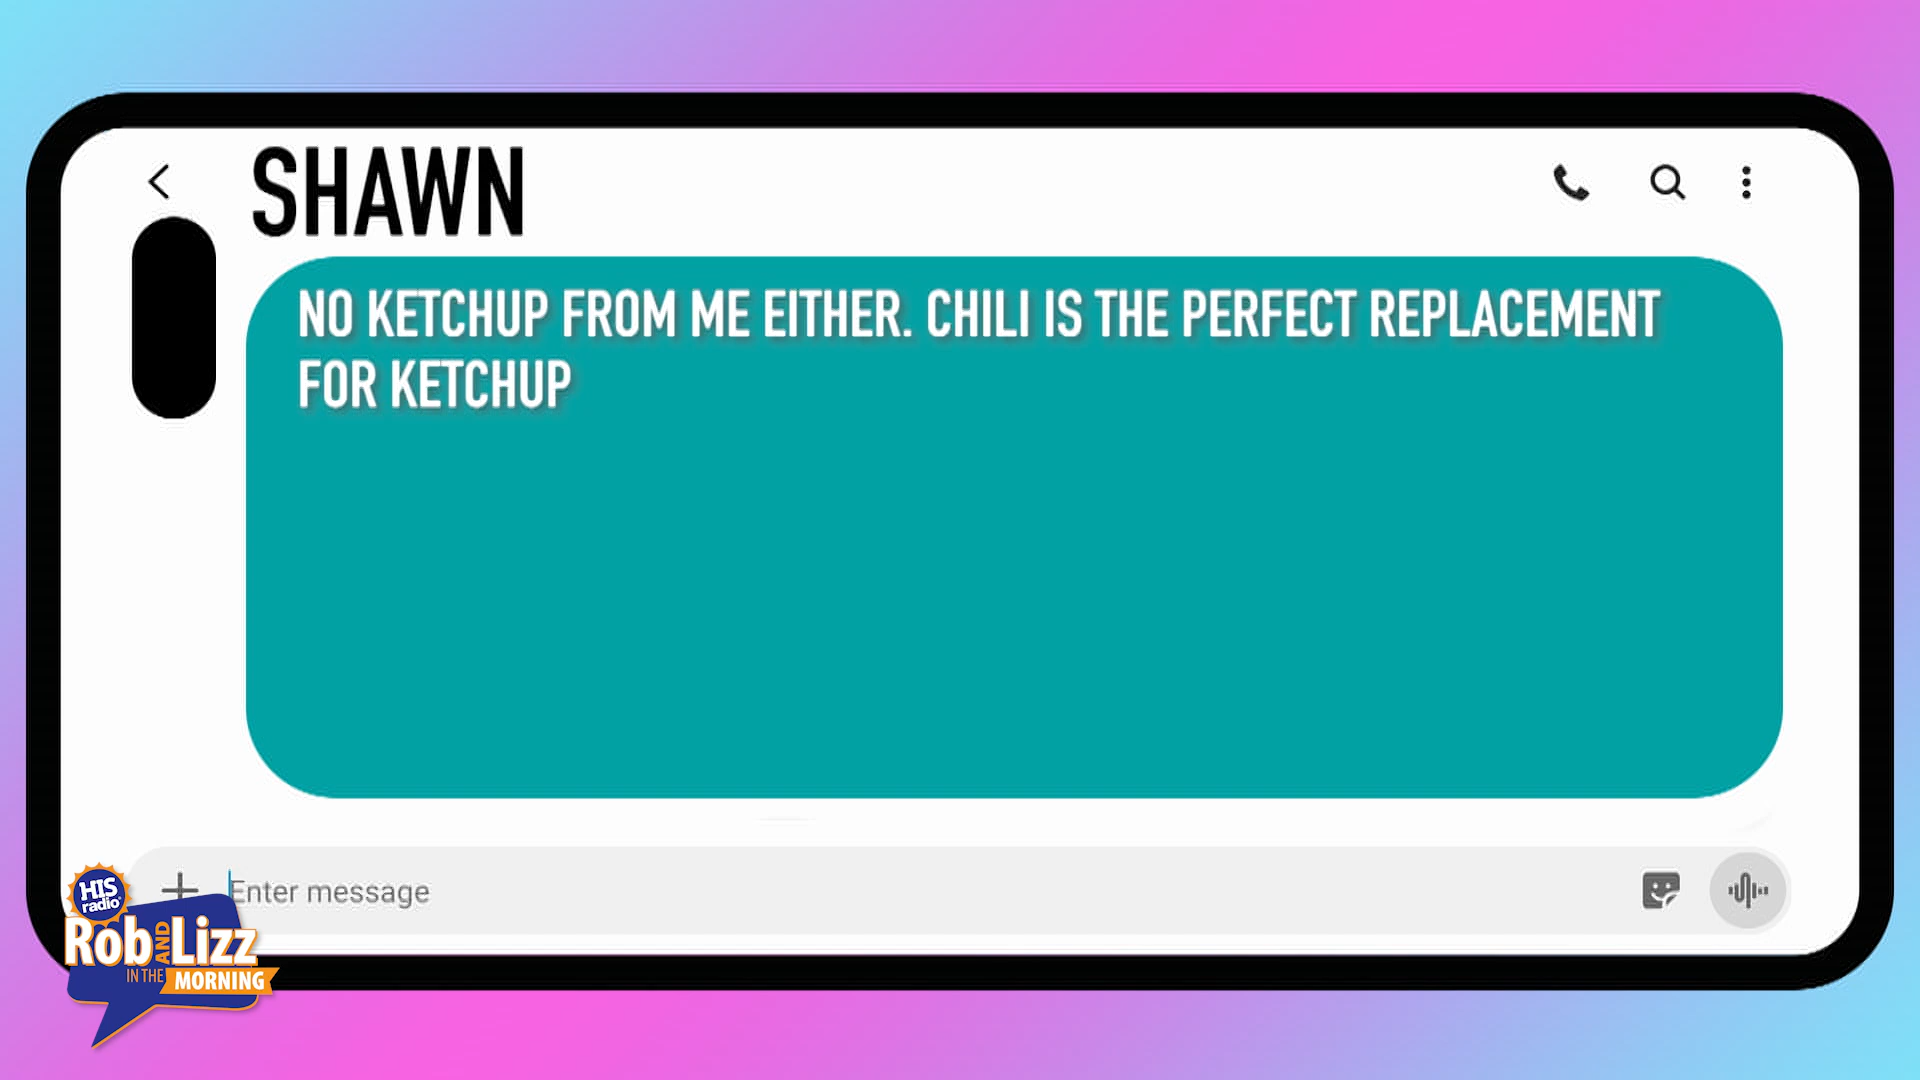 SHAWN
NO KETCHUP FROM ME EITHER. CHILI IS THE PERFECT REPLACEMENT
FOR KETCHUP
Enter message
HIS
radio
Rob AND Lizz
IN THE MORNING